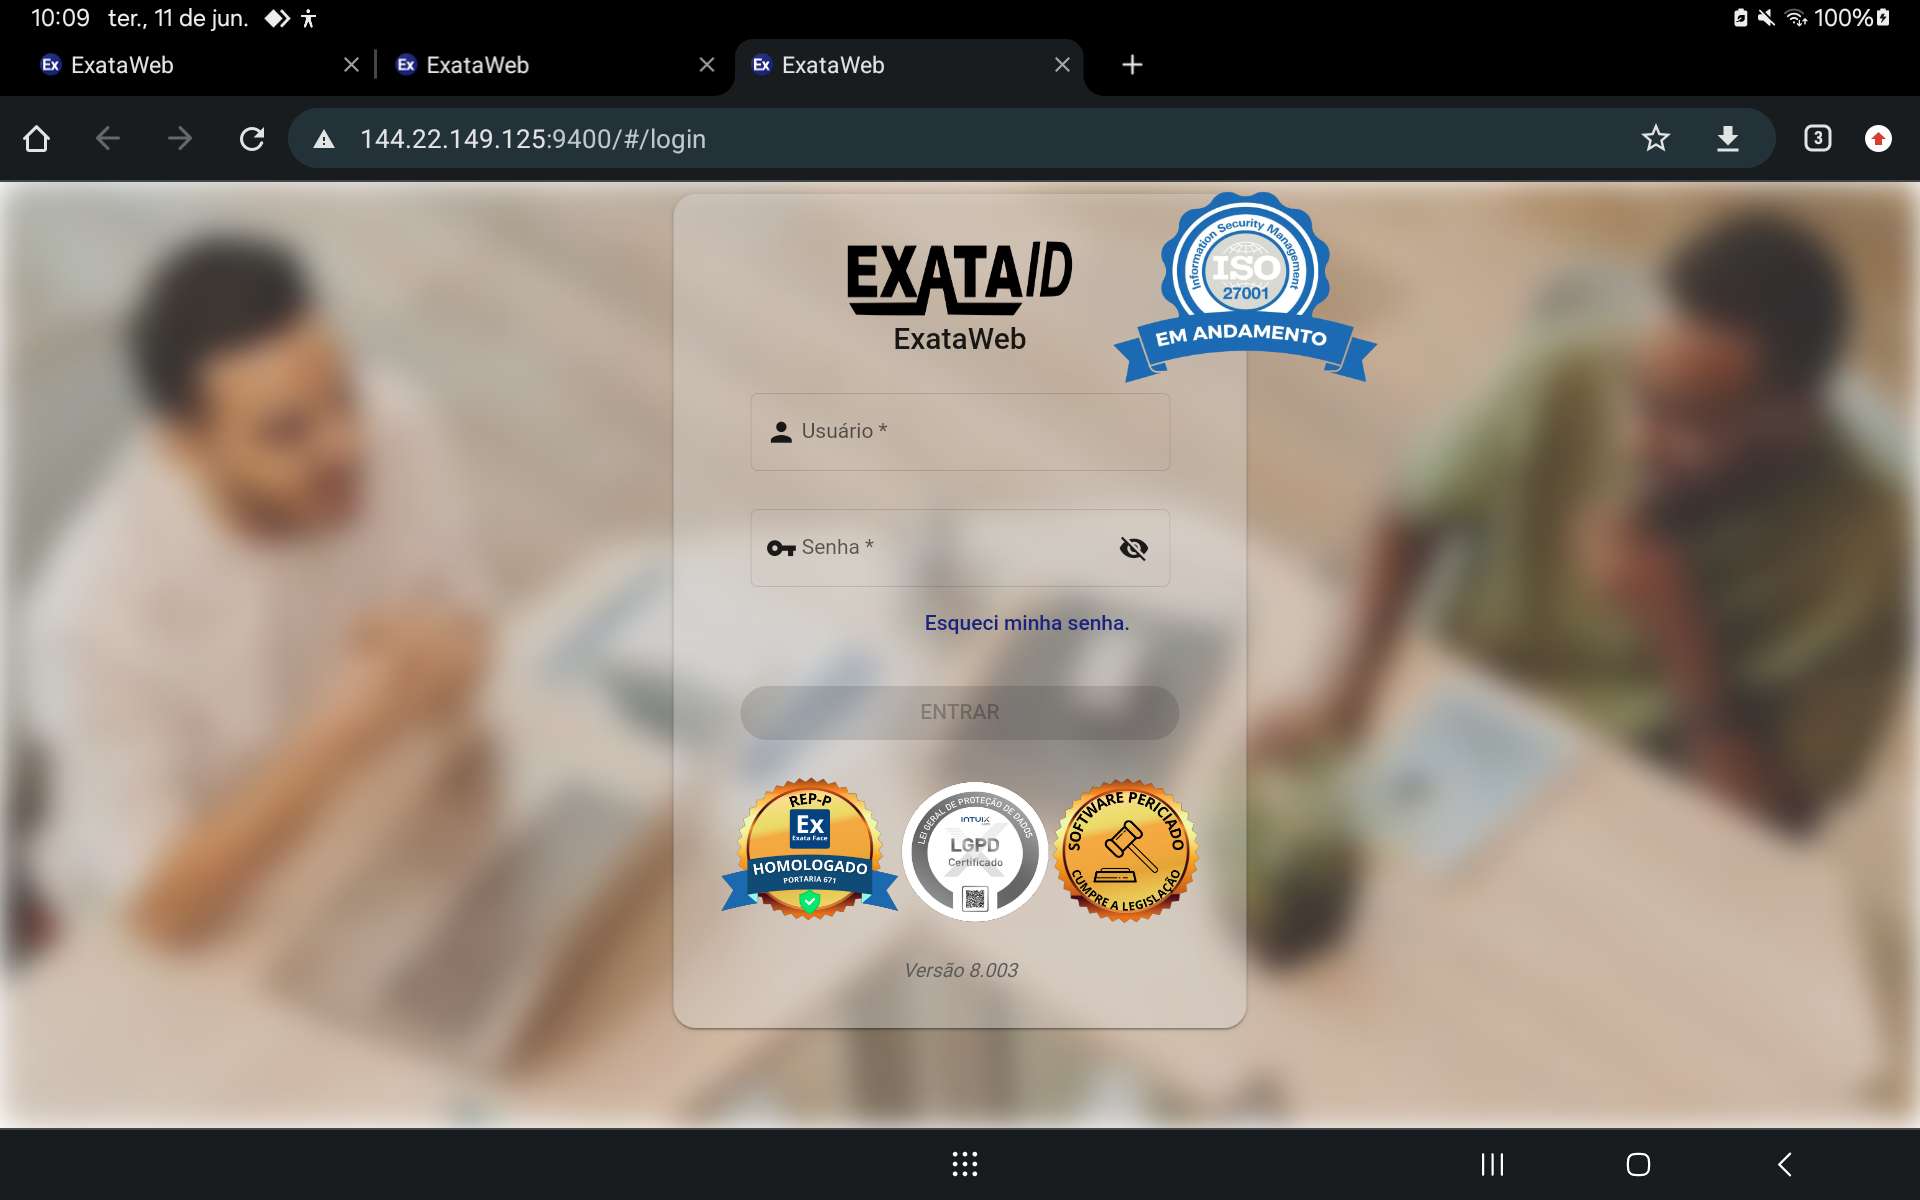 10:09 ter., 11 de jun. 100%
Ex ExataWeb
Ex ExataWeb
Ex ExataWeb
144.22.149.125:9400/#/login
3
EXATAID
ExataWeb
Information Security Management
ISO
27001
EM ANDAMENTO
Usuário *
Senha *
Esqueci minha senha.
ENTRAR
REP-P
Ex
Exata Face
HOMOLOGADO
PORTARIA 671
LEI GERAL DE PROTEÇÃO DE DADOS
INTUIX
LGPD
Certificado
SOFTWARE PERICIADO
CUMPRE A LEGISLAÇÃO
Versão 8.003